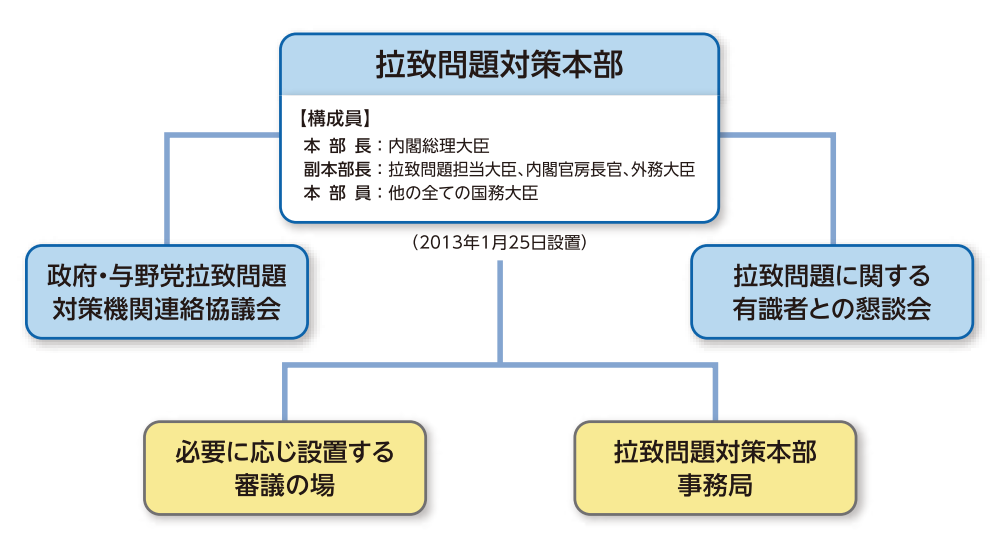 拉致問題対策本部
【構成員】
本 部 長：内閣総理大臣
副本部長：拉致問題担当大臣、内閣官房長官、外務大臣
本 部 員：他の全ての国務大臣
（2013年1月25日設置）
政府・与野党拉致問題
対策機関連絡協議会
拉致問題に関する
有識者との懇談会
必要に応じ設置する
審議の場
拉致問題対策本部
事務局